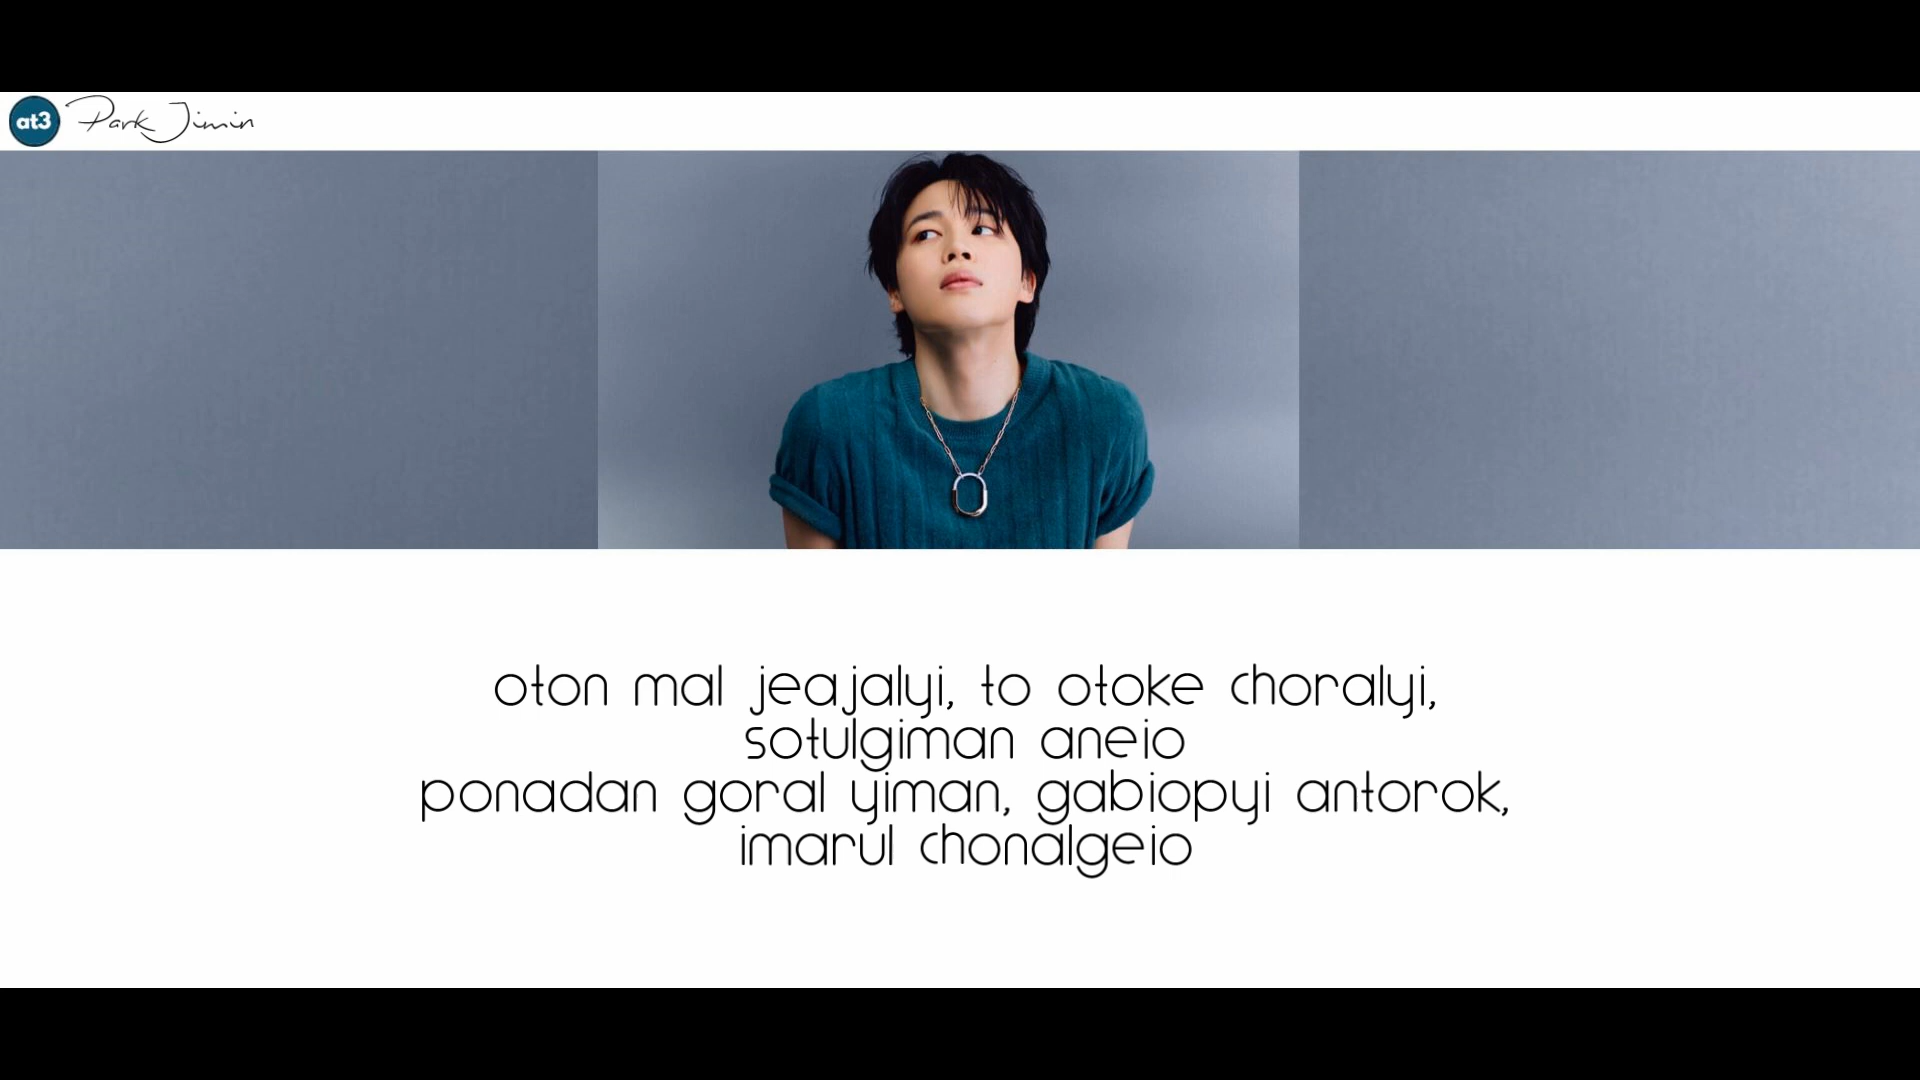 at3 Park Jimin
oton mal jeajalyi, to otoke choralyi,
sotulgiman aneio
ponadan goral yiman, gabiopyi antorok,
imarul chonalgeio